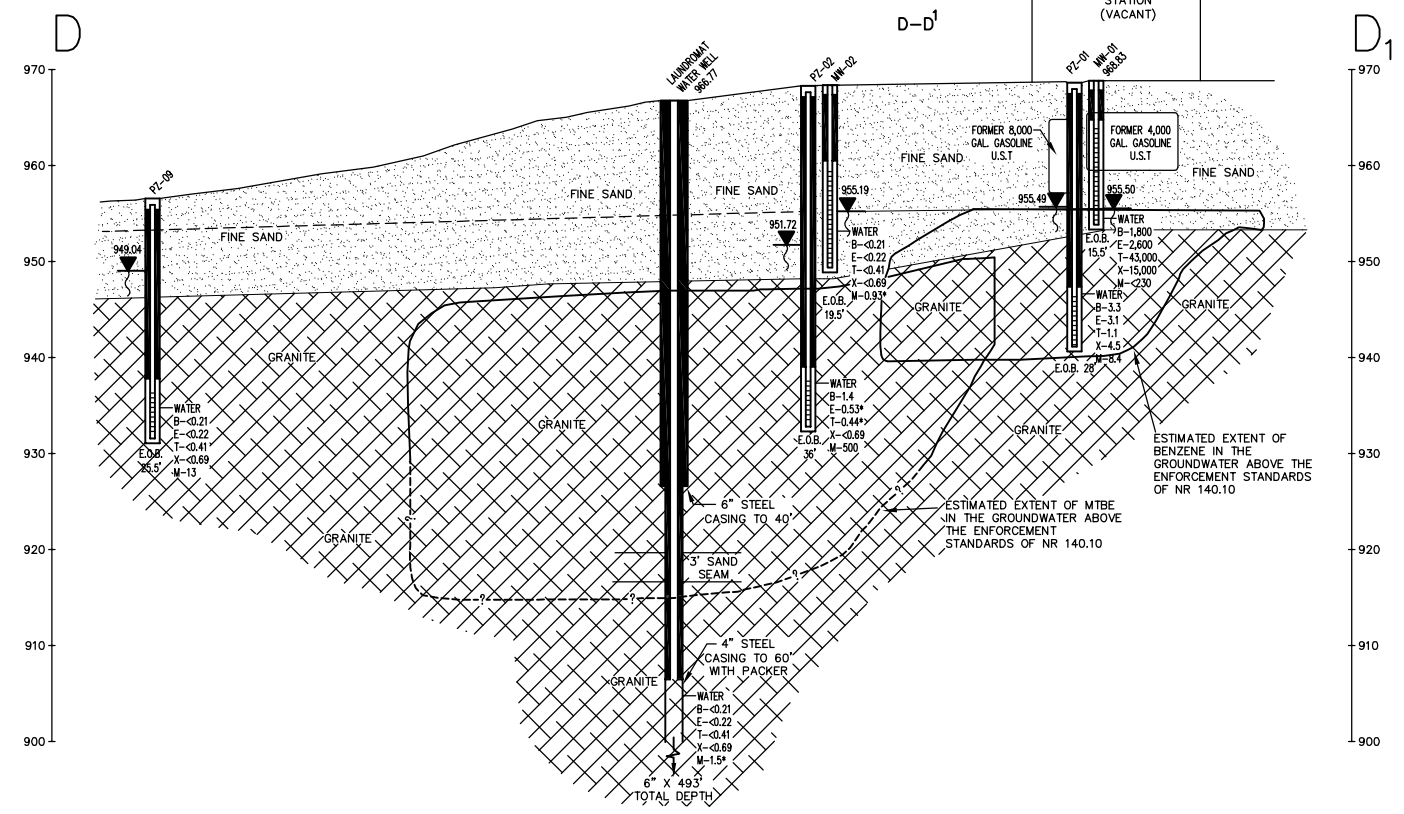 STATION
(VACANT)
D
D-D1
D1
970
960
950
940
930
920
910
900
970
960
950
940
930
920
910
900
LAUNDROMAT
WATER WELL
966.77
PZ-02
MW-02
PZ-01
MW-01
968.83
PZ-09
FORMER 8,000
GAL. GASOLINE
U.S.T
FORMER 4,000
GAL. GASOLINE
U.S.T
FINE SAND
FINE SAND
FINE SAND
FINE SAND
FINE SAND
949.04
951.72
955.19
955.49
955.50
WATER
B-<0.21
E-<0.22
T-<0.41
X-<0.69
M-0.93*
E.O.B.
19.5'
WATER
B-1,800
E-2,600
T-43,000
X-15,000
M-<230
E.O.B.
15.5'
WATER
B-3.3
E-3.1
T-1.1
X-4.5
M-8.4
E.O.B. 28'
GRANITE
GRANITE
GRANITE
GRANITE
GRANITE
GRANITE
GRANITE
WATER
B-<0.21
E-<0.22
T-<0.41
X-<0.69
M-13
E.O.B.
25.5'
WATER
B-1.4
E-0.53*
T-0.44*
X-<0.69
M-500
E.O.B.
36'
ESTIMATED EXTENT OF
BENZENE IN THE
GROUNDWATER ABOVE THE
ENFORCEMENT STANDARDS
OF NR 140.10
6" STEEL
CASING TO 40'
ESTIMATED EXTENT OF MTBE
IN THE GROUNDWATER ABOVE
THE ENFORCEMENT
STANDARDS OF NR 140.10
3' SAND
SEAM
?
?
?
?
?
4" STEEL
CASING TO 60'
WITH PACKER
WATER
B-<0.21
E-<0.22
T-<0.41
X-<0.69
M-1.5*
6" X 493'
TOTAL DEPTH